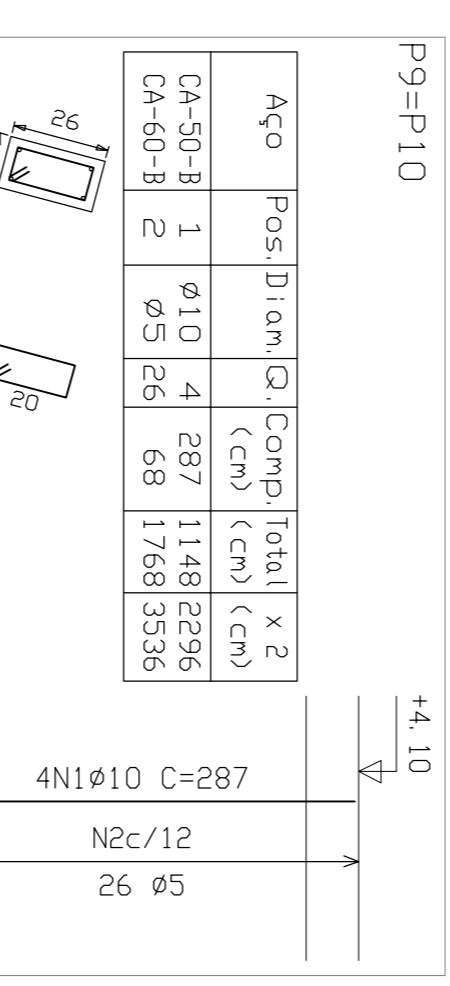 P9=P10
Aço Pos. Diam. Q. Comp. (cm) Total (cm) x 2 (cm)
CA-50-B 1 ø10 4 287 1148 2296
CA-60-B 2 ø5 26 68 1768 3536
26
20
+4. 10
4N1ø10 C=287
N2c/12
26 ø5